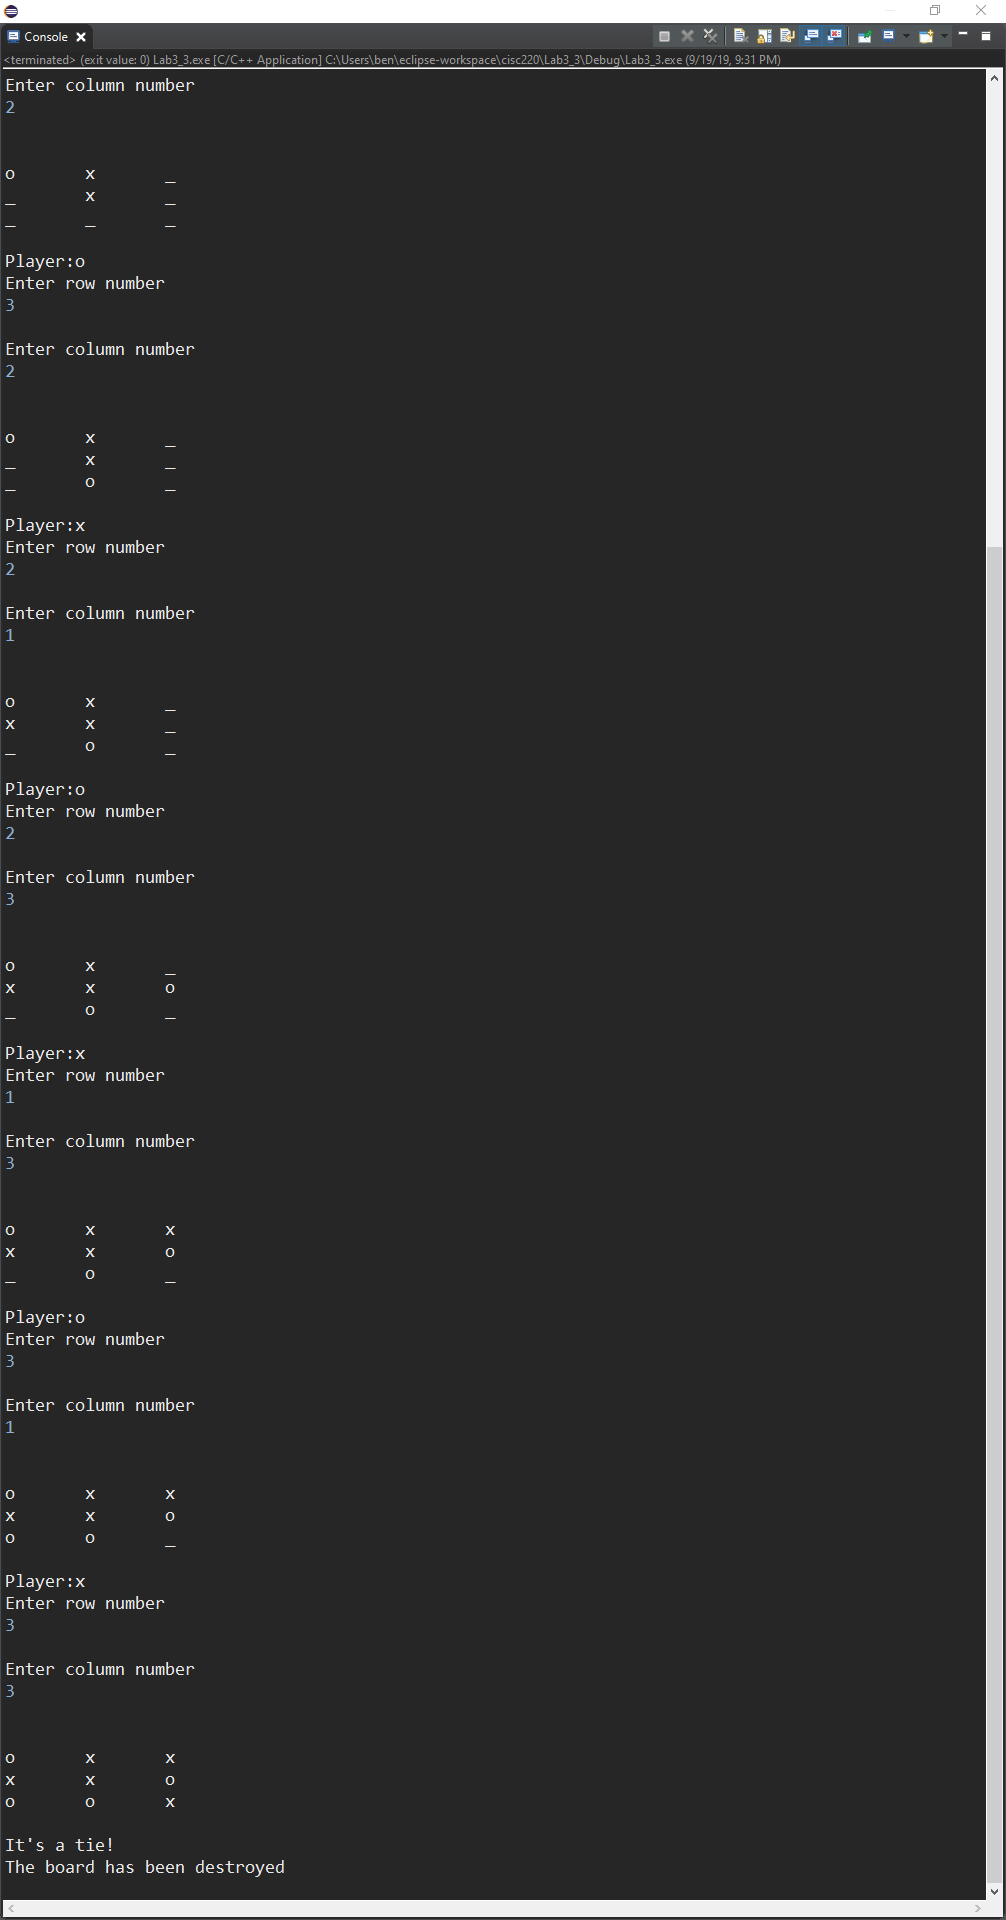 Console
<terminated> (exit value: 0) Lab3_3.exe [C/C++ Application] C:\Users\ben\eclipse-workspace\cisc220\Lab3_3\Debug\Lab3_3.exe (9/19/19, 9:31 PM)
Enter column number
2
o x _
_ x _
_ _ _
Player:o
Enter row number
3
Enter column number
2
o x _
_ x _
_ o _
Player:x
Enter row number
2
Enter column number
1
o x _
x x _
_ o _
Player:o
Enter row number
2
Enter column number
3
o x _
x x o
_ o _
Player:x
Enter row number
1
Enter column number
3
o x x
x x o
_ o _
Player:o
Enter row number
3
Enter column number
1
o x x
x x o
o o _
Player:x
Enter row number
3
Enter column number
3
o x x
x x o
o o x
It's a tie!
The board has been destroyed